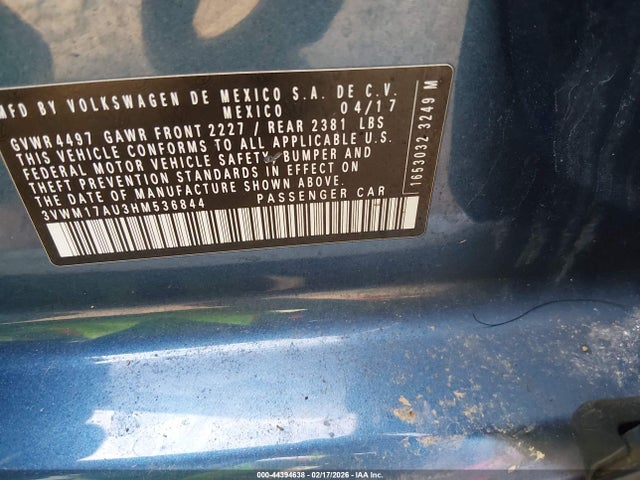 MFD BY VOLKSWAGEN DE MEXICO S.A. DE C.V.
MEXICO 04/17
GVWR 4497 GAWR FRONT 2227 / REAR 2381 LBS
THIS VEHICLE CONFORMS TO ALL APPLICABLE U.S.
FEDERAL MOTOR VEHICLE SAFETY, BUMPER AND
THEFT PREVENTION STANDARDS IN EFFECT ON
THE DATE OF MANUFACTURE SHOWN ABOVE.
3VWM17AU3HM536844 PASSENGER CAR
1653032 3249 M
000-44394638 - 02/17/2026 - IAA Inc.